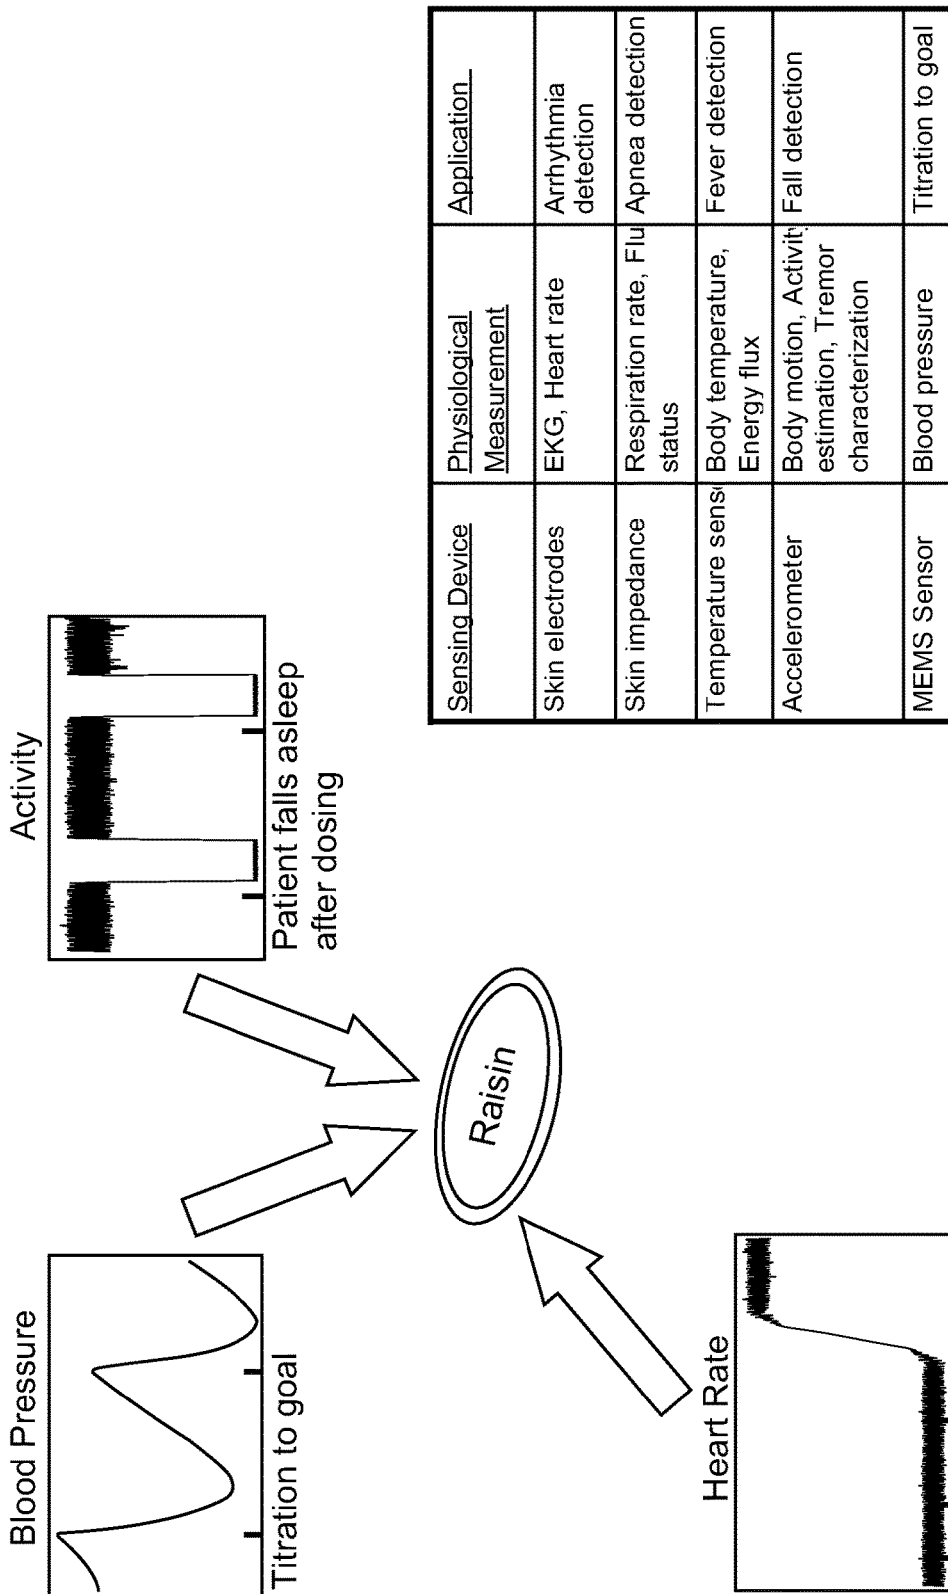 Blood Pressure
Titration to goal
Activity
Patient falls asleep
after dosing
Raisin
Heart Rate
Sensing Device
Physiological
Measurement
Application
Skin electrodes
EKG, Heart rate
Arrhythmia
detection
Skin impedance
Respiration rate, Flu
status
Apnea detection
Temperature sens
Body temperature,
Energy flux
Fever detection
Accelerometer
Body motion, Activity
estimation, Tremor
characterization
Fall detection
MEMS Sensor
Blood pressure
Titration to goal